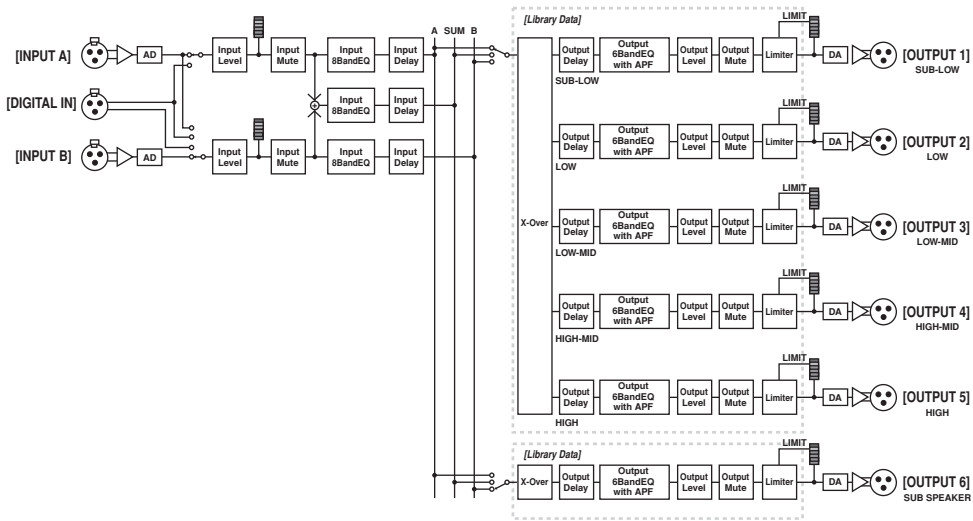 [Library Data]
A SUM B
[INPUT A]
AD
Input Level
Input Mute
Input 8BandEQ
Input Delay
[DIGITAL IN]
Input 8BandEQ
Input Delay
[INPUT B]
AD
Input Level
Input Mute
Input 8BandEQ
Input Delay
X-Over
Output Delay
Output 6BandEQ with APF
Output Level
Output Mute
Limiter
LIMIT
DA
[OUTPUT 1]
SUB-LOW
SUB-LOW
Output Delay
Output 6BandEQ with APF
Output Level
Output Mute
Limiter
LIMIT
DA
[OUTPUT 2]
LOW
LOW
Output Delay
Output 6BandEQ with APF
Output Level
Output Mute
Limiter
LIMIT
DA
[OUTPUT 3]
LOW-MID
LOW-MID
Output Delay
Output 6BandEQ with APF
Output Level
Output Mute
Limiter
LIMIT
DA
[OUTPUT 4]
HIGH-MID
HIGH-MID
Output Delay
Output 6BandEQ with APF
Output Level
Output Mute
Limiter
LIMIT
DA
[OUTPUT 5]
HIGH
HIGH
[Library Data]
X-Over
Output Delay
Output 6BandEQ with APF
Output Level
Output Mute
Limiter
LIMIT
DA
[OUTPUT 6]
SUB SPEAKER